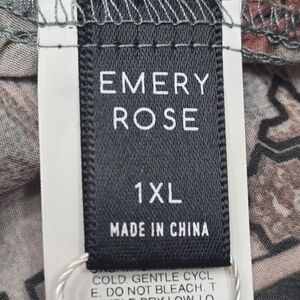 EMERY
ROSE
1XL
MADE IN CHINA
COLD. GENTLE CYCL
E. DO NOT BLEACH. T